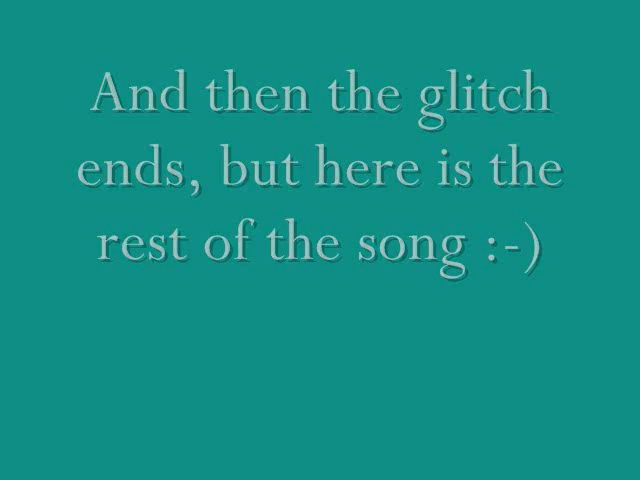 And then the glitch
ends, but here is the
rest of the song :-)